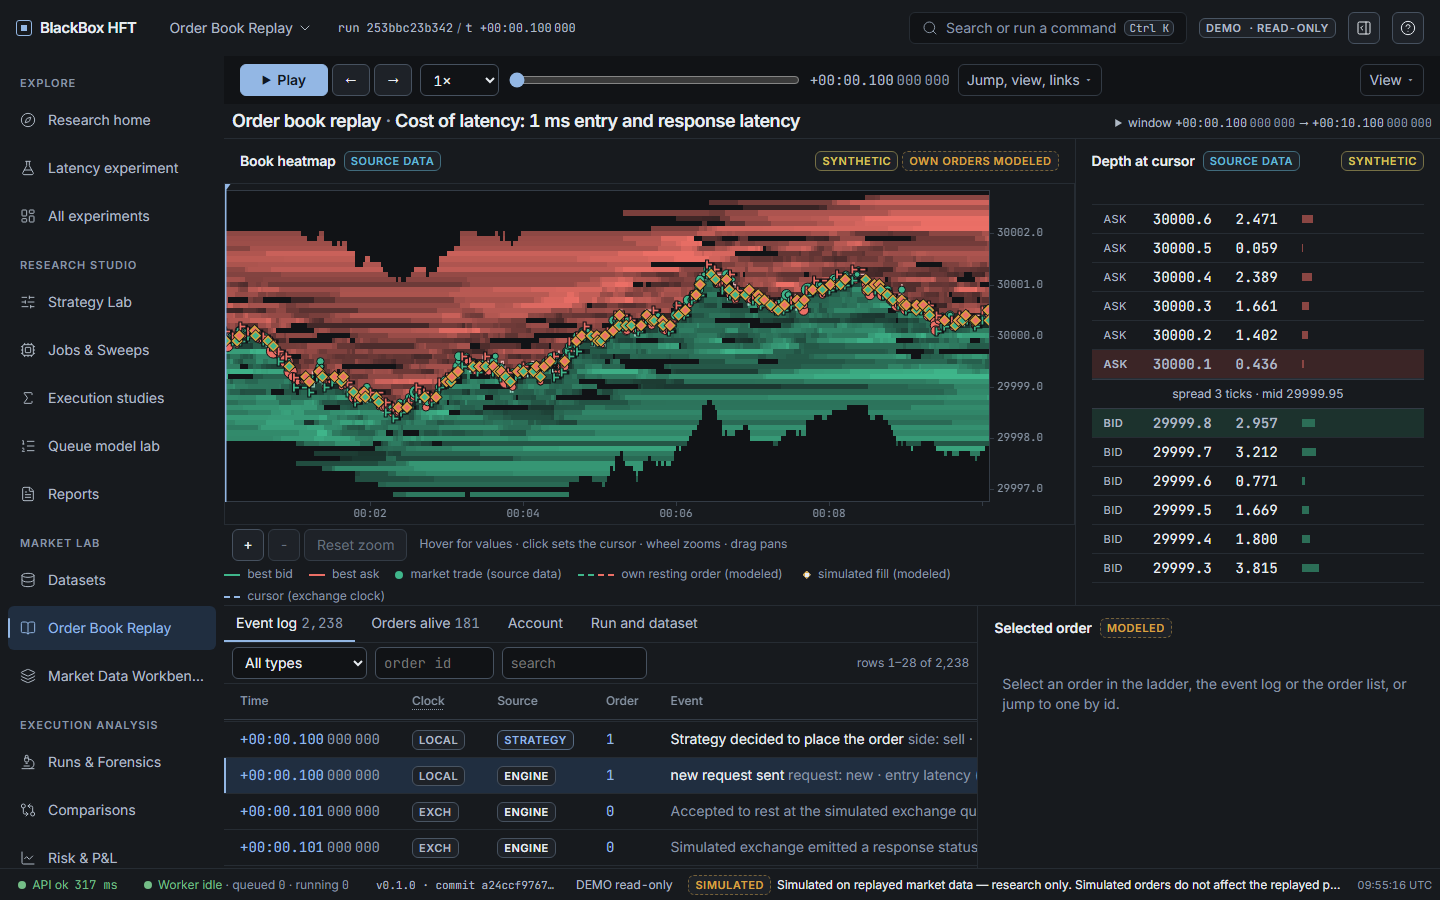 BlackBox HFT
Order Book Replay
run 253bbc23b342 / t +00:00.100 000
Search or run a command Ctrl K
DEMO · READ-ONLY
EXPLORE
Research home
Latency experiment
All experiments
RESEARCH STUDIO
Strategy Lab
Jobs & Sweeps
Execution studies
Queue model lab
Reports
MARKET LAB
Datasets
Order Book Replay
Market Data Workben...
EXECUTION ANALYSIS
Runs & Forensics
Comparisons
Risk & P&L
Play ← → 1× +00:00.100 000 000 Jump, view, links View
Order book replay · Cost of latency: 1 ms entry and response latency
window +00:00.100 000 000 → +00:10.100 000 000
Book heatmap SOURCE DATA SYNTHETIC OWN ORDERS MODELED
30002.0
30001.0
30000.0
29999.0
29998.0
29997.0
00:02 00:04 00:06 00:08
+ - Reset zoom Hover for values · click sets the cursor · wheel zooms · drag pans
best bid best ask market trade (source data) own resting order (modeled) simulated fill (modeled)
cursor (exchange clock)
Depth at cursor SOURCE DATA SYNTHETIC
ASK 30000.6 2.471
ASK 30000.5 0.059
ASK 30000.4 2.389
ASK 30000.3 1.661
ASK 30000.2 1.402
ASK 30000.1 0.436
spread 3 ticks · mid 29999.95
BID 29999.8 2.957
BID 29999.7 3.212
BID 29999.6 0.771
BID 29999.5 1.669
BID 29999.4 1.800
BID 29999.3 3.815
Event log 2,238 Orders alive 181 Account Run and dataset
All types order id search rows 1–28 of 2,238
Time Clock Source Order Event
+00:00.100 000 000 LOCAL STRATEGY 1 Strategy decided to place the order side: sell ·
+00:00.100 000 000 LOCAL ENGINE 1 new request sent request: new · entry latency
+00:00.101 000 000 EXCH ENGINE 0 Accepted to rest at the simulated exchange qu
+00:00.101 000 000 EXCH ENGINE 0 Simulated exchange emitted a response status
Selected order MODELED
Select an order in the ladder, the event log or the order list, or
jump to one by id.
API ok 317 ms Worker idle · queued 0 · running 0 v0.1.0 · commit a24ccf9767… DEMO read-only SIMULATED Simulated on replayed market data — research only. Simulated orders do not affect the replayed p... 09:55:16 UTC